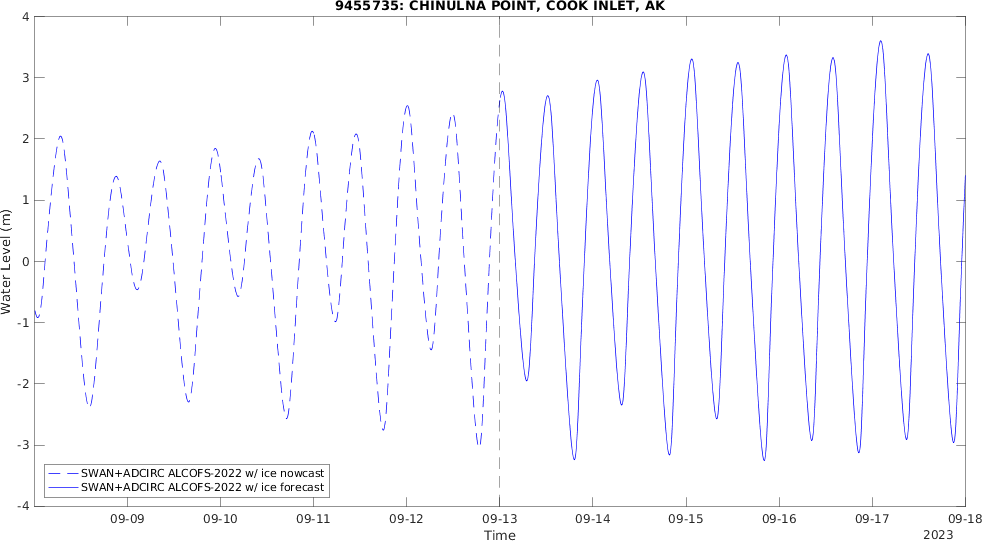 9455735: CHINULNA POINT, COOK INLET, AK
4
3
2
1
0
-1
-2
-3
-4
Water Level (m)
SWAN+ADCIRC ALCOFS-2022 w/ ice nowcast
SWAN+ADCIRC ALCOFS-2022 w/ ice forecast
09-09 09-10 09-11 09-12 09-13 09-14 09-15 09-16 09-17 09-18
Time
2023